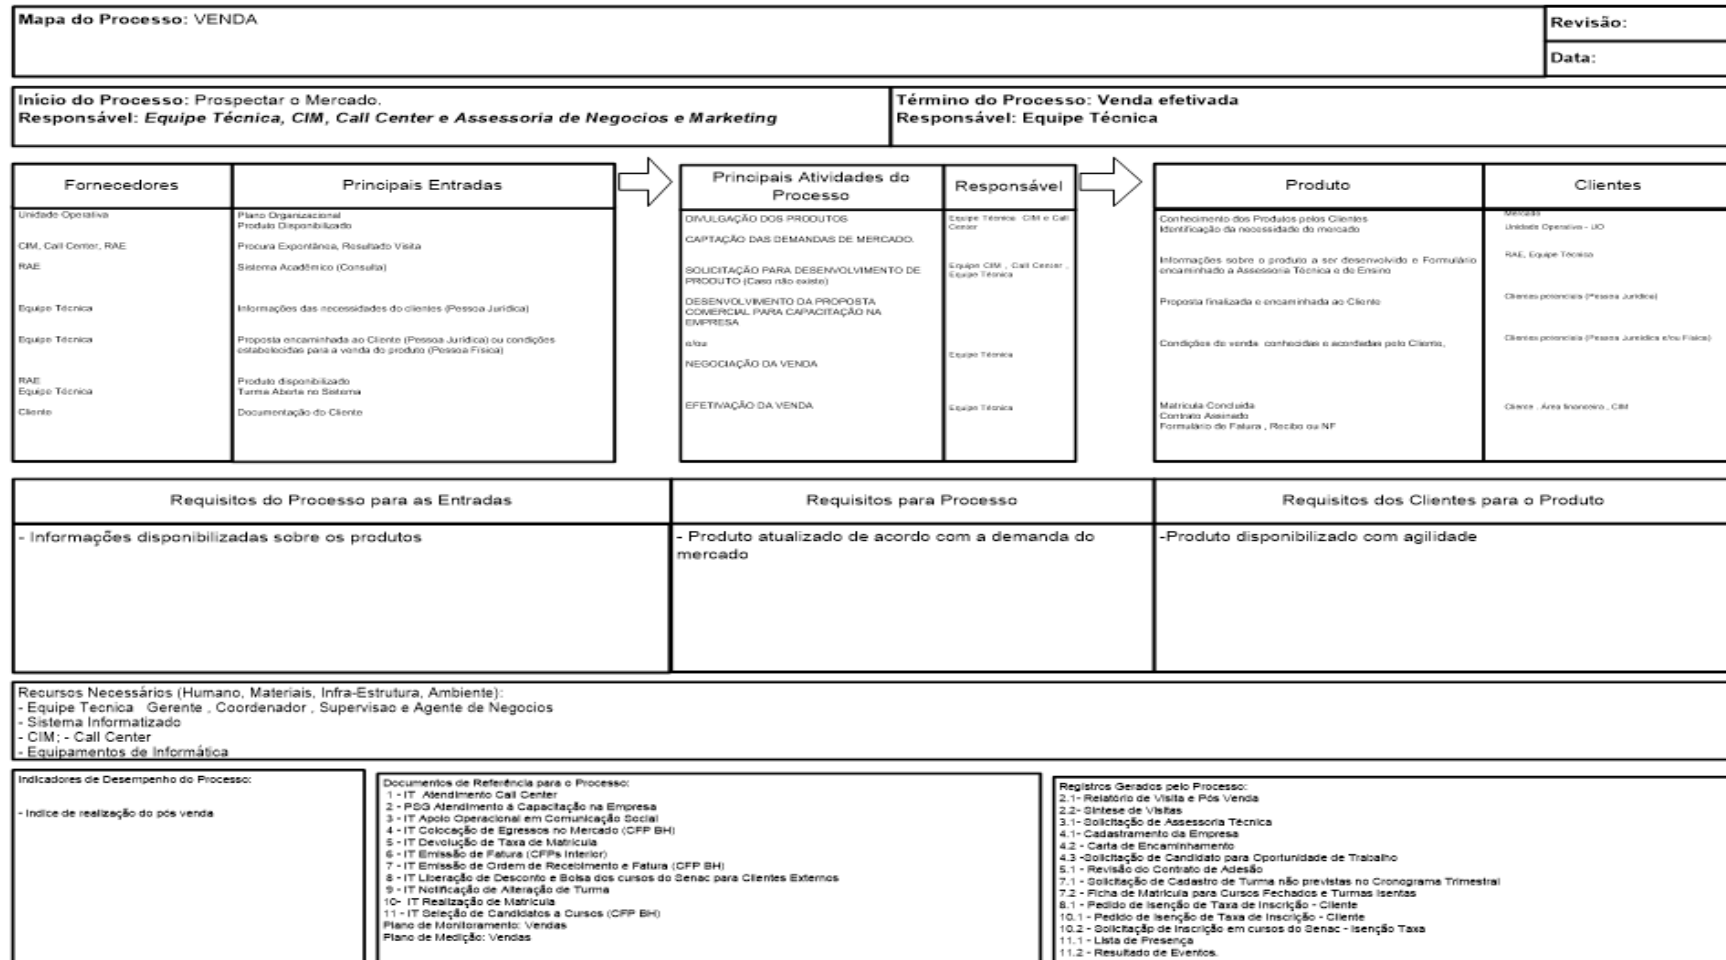 Mapa do Processo: VENDA
Revisão:
Data:
Início do Processo: Prospectar o Mercado.
Responsável: Equipe Técnica, CIM, Call Center e Assessoria de Negocios e Marketing
Término do Processo: Venda efetivada
Responsável: Equipe Técnica
Fornecedores
Principais Entradas
Unidade Operativa
Plano Organizacional
Produto Disponibilizado
CIM, Call Center, RAE
Procura Expontânea, Resultado Visita
RAE
Sistema Acadêmico (Consulta)
Equipe Técnica
Informações das necessidades do clientes (Pessoa Jurídica)
Equipe Técnica
Proposta encaminhada ao Cliente (Pessoa Jurídica) ou condições
estabelecidas para a venda do produto (Pessoa Física)
RAE
Produto disponibilizado
Equipe Técnica
Turma Aberta no Sistema
Cliente
Documentação do Cliente
Principais Atividades do
Processo
Responsável
DIVULGAÇÃO DOS PRODUTOS
Equipe Técnica CIM e Call
Center
CAPTAÇÃO DAS DEMANDAS DE MERCADO.
SOLICITAÇÃO PARA DESENVOLVIMENTO DE
PRODUTO (Caso não exista)
Equipe CIM , Call Center ,
Equipe Técnica
DESENVOLVIMENTO DA PROPOSTA
COMERCIAL PARA CAPACITAÇÃO NA
EMPRESA
e/ou
NEGOCIAÇÃO DA VENDA
Equipe Técnica
EFETIVAÇÃO DA VENDA
Equipe Técnica
Produto
Clientes
Conhecimento dos Produtos pelos Clientes
Identificação da necessidade do mercado
Mercado
Unidade Operativa - UO
Informações sobre o produto a ser desenvolvido e Formulário
encaminhado a Assessoria Técnica e de Ensino
RAE, Equipe Técnica
Proposta finalizada e encaminhada ao Cliente
Clientes potenciais (Pessoa Jurídica)
Condições de venda conhecidas e acordadas pelo Cliente,
Clientes potenciais (Pessoa Jurídica e/ou Física)
Matrícula Concluída
Contrato Assinado
Formulário de Fatura , Recibo ou NF
Cliente , Área financeira , CIM
Requisitos do Processo para as Entradas
Requisitos para Processo
Requisitos dos Clientes para o Produto
- Informações disponibilizadas sobre os produtos
- Produto atualizado de acordo com a demanda do
mercado
-Produto disponibilizado com agilidade
Recursos Necessários (Humano, Materiais, Infra-Estrutura, Ambiente):
- Equipe Tecnica Gerente , Coordenador , Supervisao e Agente de Negocios
- Sistema Informatizado
- CIM; - Call Center
- Equipamentos de Informática
Indicadores de Desempenho do Processo:
- Indice de realização do pós venda
Documentos de Referência para o Processo:
1 - IT Atendimento Call Center
2 - PSG Atendimento à Capacitação na Empresa
3 - IT Apoio Operacional em Comunicação Social
4 - IT Colocação de Egressos no Mercado (CFP BH)
5 - IT Devolução de Taxa de Matrícula
6 - IT Emissão de Fatura (CFPs Interior)
7 - IT Emissão de Ordem de Recebimento e Fatura (CFP BH)
8 - IT Liberação de Desconto e Bolsa dos cursos do Senac para Clientes Externos
9 - IT Notificação de Alteração de Turma
10- IT Realização de Matrícula
11 - IT Seleção de Candidatos a Cursos (CFP BH)
Plano de Monitoramento: Vendas
Plano de Medição: Vendas
Registros Gerados pelo Processo:
2.1- Relatório de Visita e Pós Venda
2.2- Síntese de Visitas
3.1- Solicitação de Assessoria Técnica
4.1- Cadastramento da Empresa
4.2 - Carta de Encaminhamento
4.3 -Solicitação de Candidato para Oportunidade de Trabalho
5.1 - Revisão do Contrato de Adesão
7.1 - Solicitação de Cadastro de Turma não previstas no Cronograma Trimestral
7.2 - Ficha de Matrícula para Cursos Fechados e Turmas Isentas
8.1 - Pedido de Isenção de Taxa de Inscrição - Cliente
10.1 - Pedido de Isenção de Taxa de Inscrição - Cliente
10.2 - Solicitaçãp de Inscrição em cursos do Senac - Isenção Taxa
11.1 - Lista de Presença
11.2 - Resultado de Eventos.